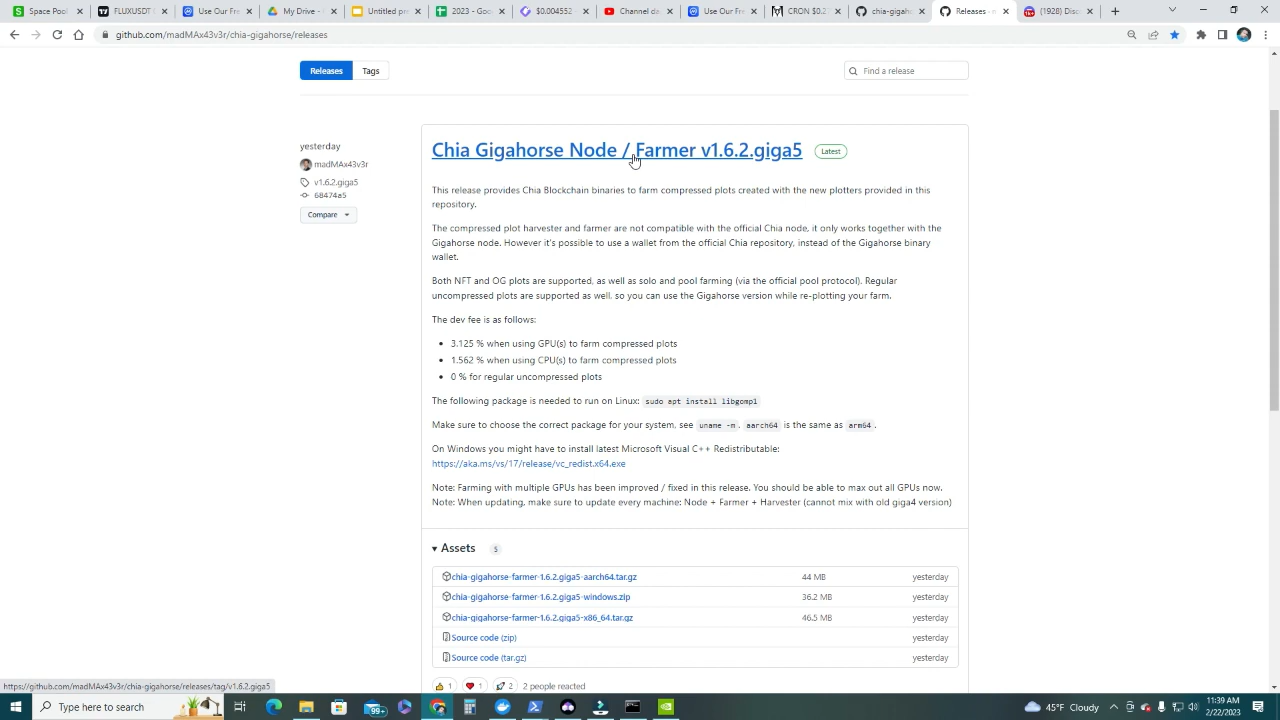 Space Pool
FLUXUSDT
Use Our Fr
My Drive -
Untitled pr
2023 - Goo
$0.004552
Channel da
Use Our Fr
M $0.2
chia-gigah
Releases -
(1928) Disc
github.com/madMAx43v3r/chia-gigahorse/releases
Releases
Tags
Find a release
yesterday
madMAx43v3r
v1.6.2.giga5
68474a5
Compare
Chia Gigahorse Node / Farmer v1.6.2.giga5
Latest
This release provides Chia Blockchain binaries to farm compressed plots created with the new plotters provided in this
repository.
The compressed plot harvester and farmer are not compatible with the official Chia node, it only works together with the
Gigahorse node. However it's possible to use a wallet from the official Chia repository, instead of the Gigahorse binary
wallet.
Both NFT and OG plots are supported, as well as solo and pool farming (via the official pool protocol). Regular
uncompressed plots are supported as well, so you can use the Gigahorse version while re-plotting your farm.
The dev fee is as follows:
3.125 % when using GPU(s) to farm compressed plots
1.562 % when using CPU(s) to farm compressed plots
0 % for regular uncompressed plots
The following package is needed to run on Linux: sudo apt install libgomp1
Make sure to choose the correct package for your system, see uname -m. aarch64 is the same as arm64.
On Windows you might have to install latest Microsoft Visual C++ Redistributable:
https://aka.ms/vs/17/release/vc_redist.x64.exe
Note: Farming with multiple GPUs has been improved / fixed in this release. You should be able to max out all GPUs now.
Note: When updating, make sure to update every machine: Node + Farmer + Harvester (cannot mix with old giga4 version)
Assets 5
chia-gigahorse-farmer-1.6.2.giga5-aarch64.tar.gz 44 MB yesterday
chia-gigahorse-farmer-1.6.2.giga5-windows.zip 36.2 MB yesterday
chia-gigahorse-farmer-1.6.2.giga5-x86_64.tar.gz 46.5 MB yesterday
Source code (zip) yesterday
Source code (tar.gz) yesterday
1 1 2 2 people reacted
https://github.com/madMAx43v3r/chia-gigahorse/releases/tag/v1.6.2.giga5
Type here to search
99+
45°F Cloudy
11:39 AM
2/22/2023